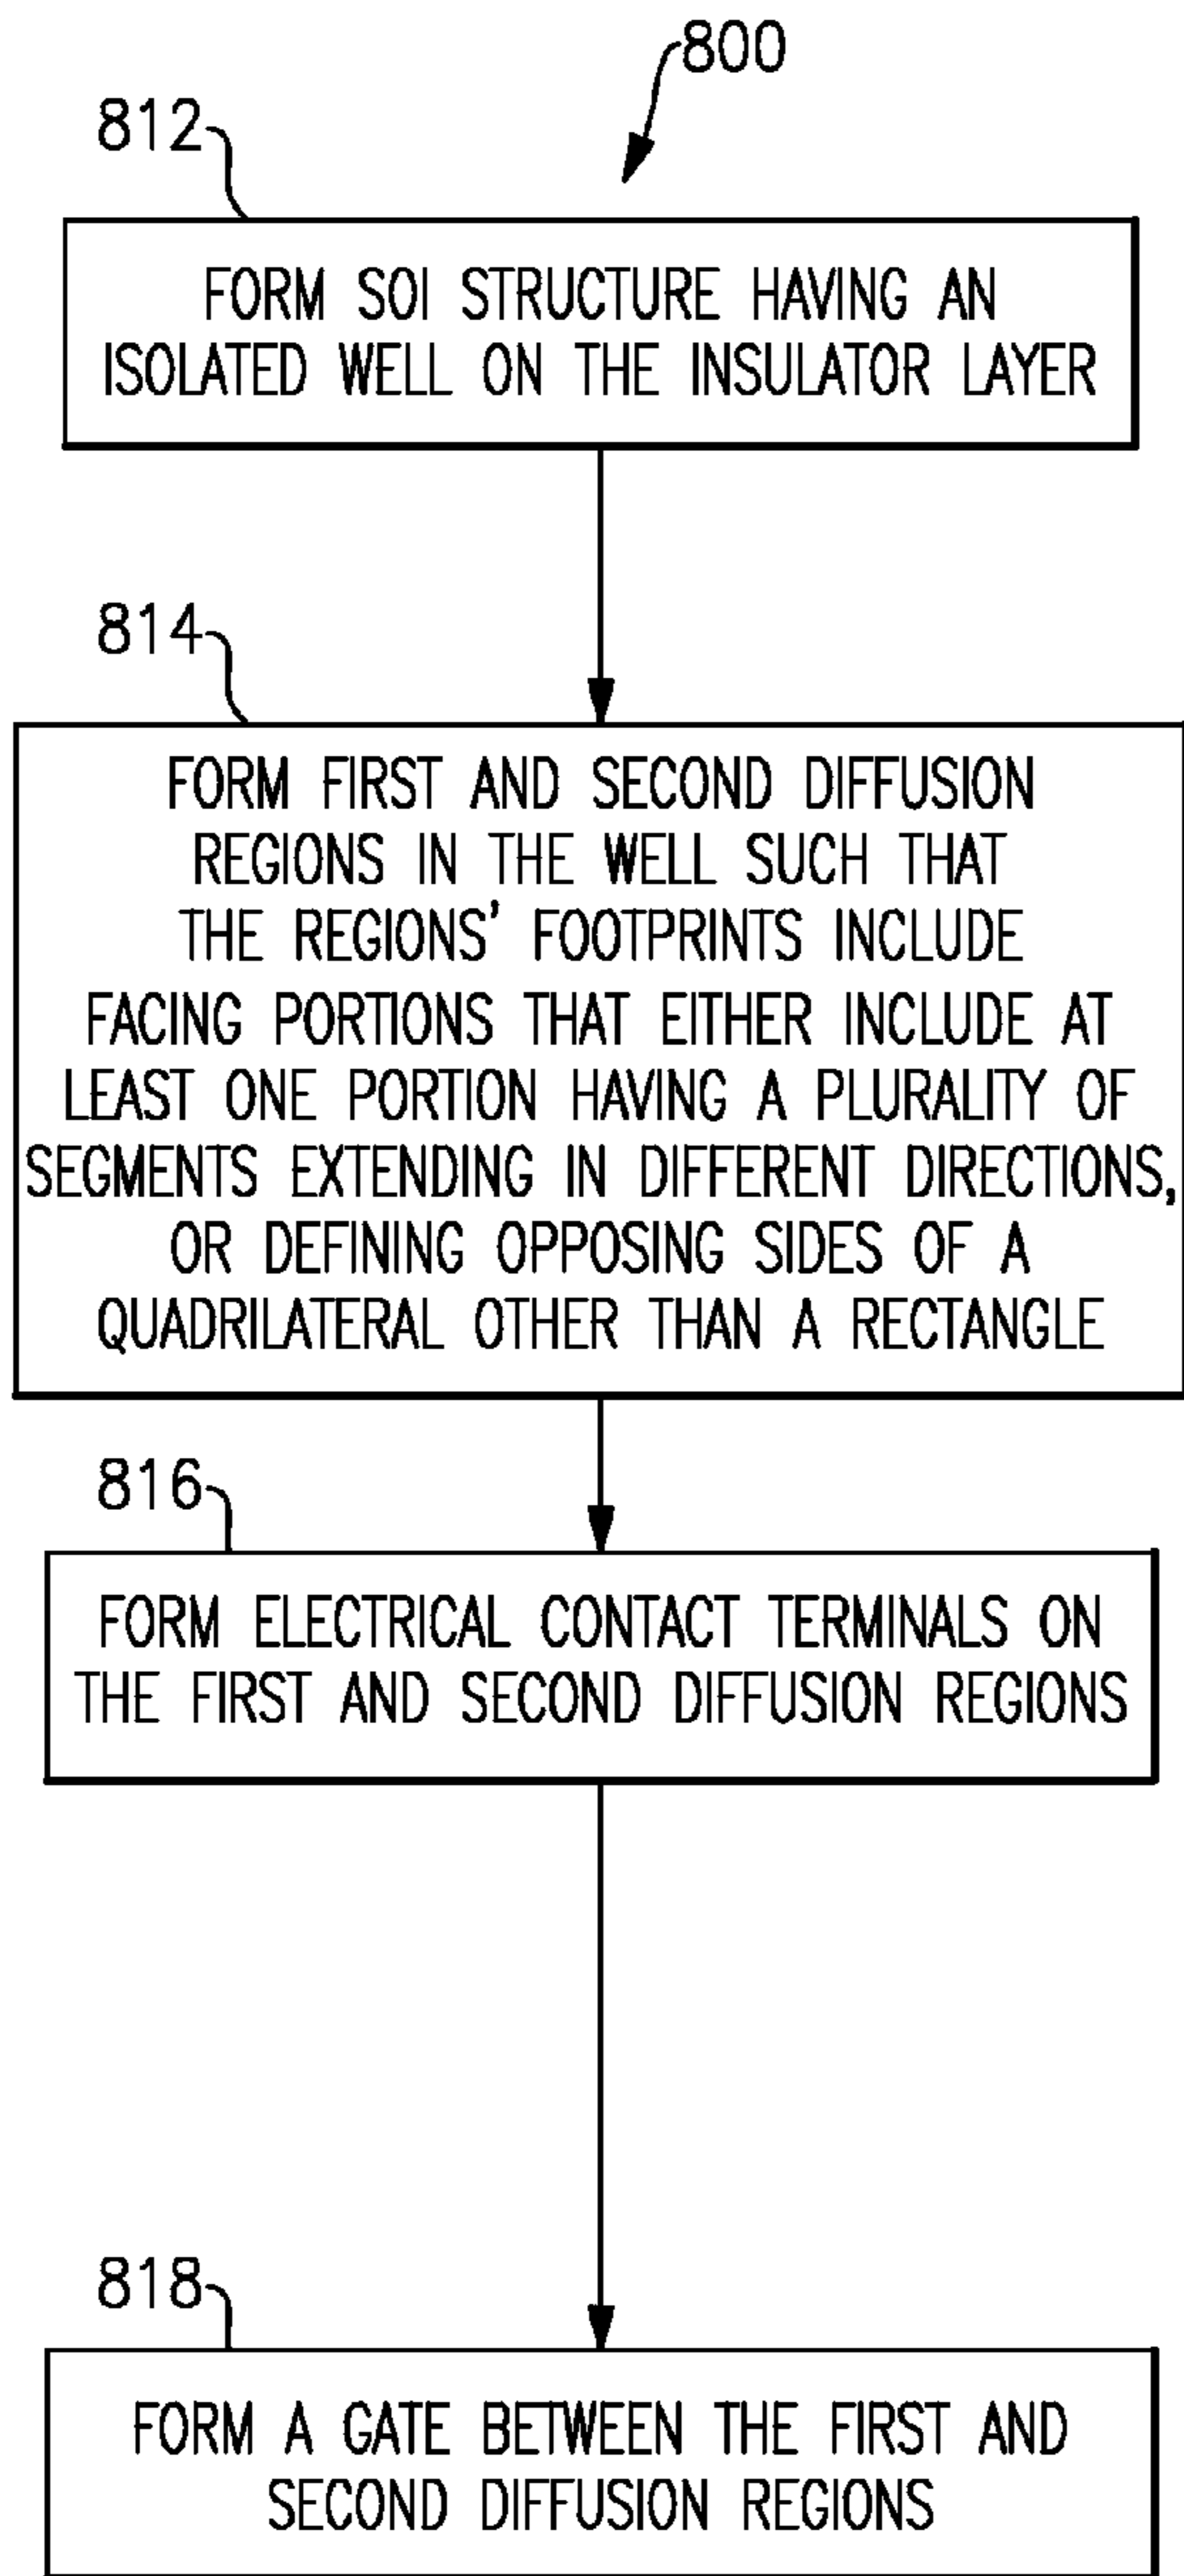 800
812
FORM SOI STRUCTURE HAVING AN
ISOLATED WELL ON THE INSULATOR LAYER
814
FORM FIRST AND SECOND DIFFUSION
REGIONS IN THE WELL SUCH THAT
THE REGIONS' FOOTPRINTS INCLUDE
FACING PORTIONS THAT EITHER INCLUDE AT
LEAST ONE PORTION HAVING A PLURALITY OF
SEGMENTS EXTENDING IN DIFFERENT DIRECTIONS,
OR DEFINING OPPOSING SIDES OF A
QUADRILATERAL OTHER THAN A RECTANGLE
816
FORM ELECTRICAL CONTACT TERMINALS ON
THE FIRST AND SECOND DIFFUSION REGIONS
818
FORM A GATE BETWEEN THE FIRST AND
SECOND DIFFUSION REGIONS